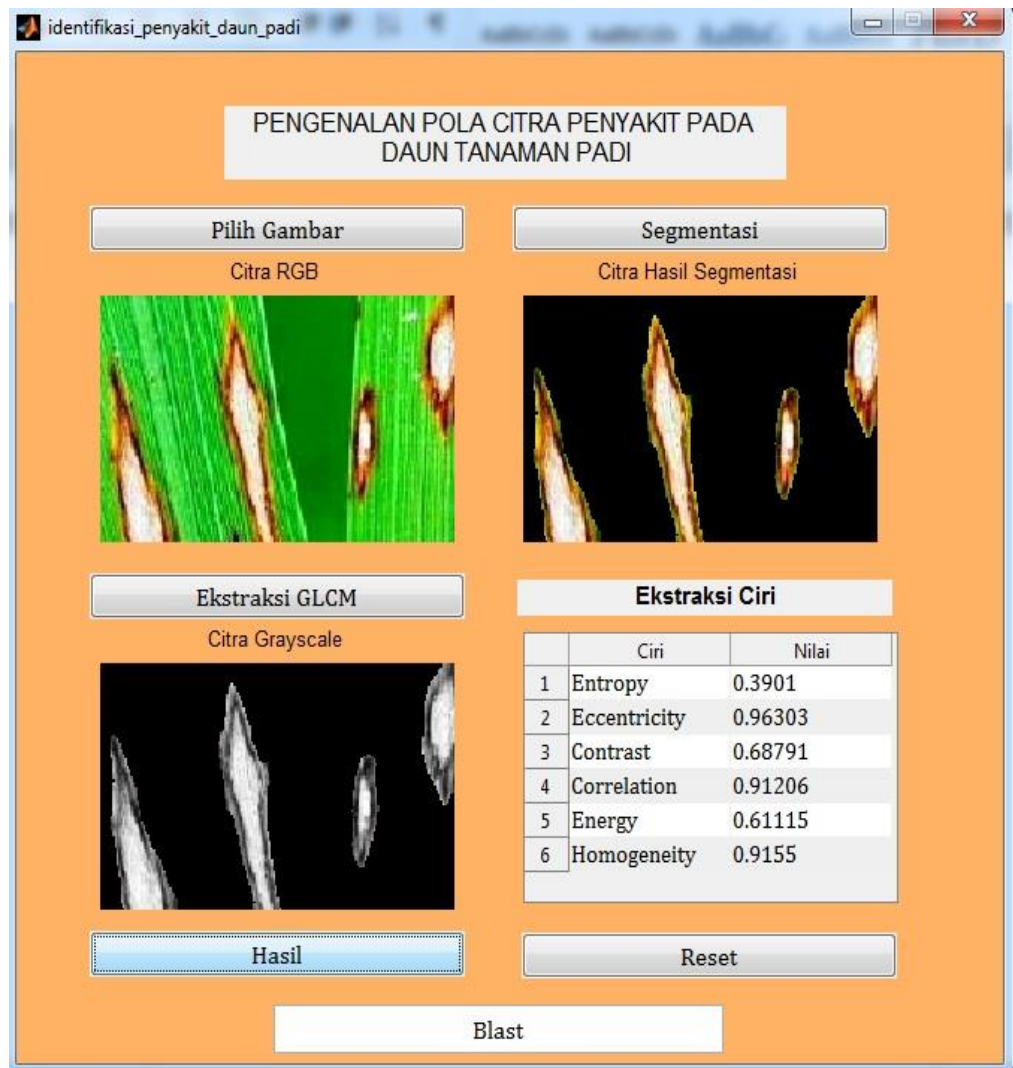 identifikasi_penyakit_daun_padi
PENGENALAN POLA CITRA PENYAKIT PADA
DAUN TANAMAN PADI
Pilih Gambar
Segmentasi
Citra RGB
Citra Hasil Segmentasi
Ekstraksi GLCM
Ekstraksi Ciri
Citra Grayscale
Ciri Nilai
1 Entropy 0.3901
2 Eccentricity 0.96303
3 Contrast 0.68791
4 Correlation 0.91206
5 Energy 0.61115
6 Homogeneity 0.9155
Hasil
Reset
Blast